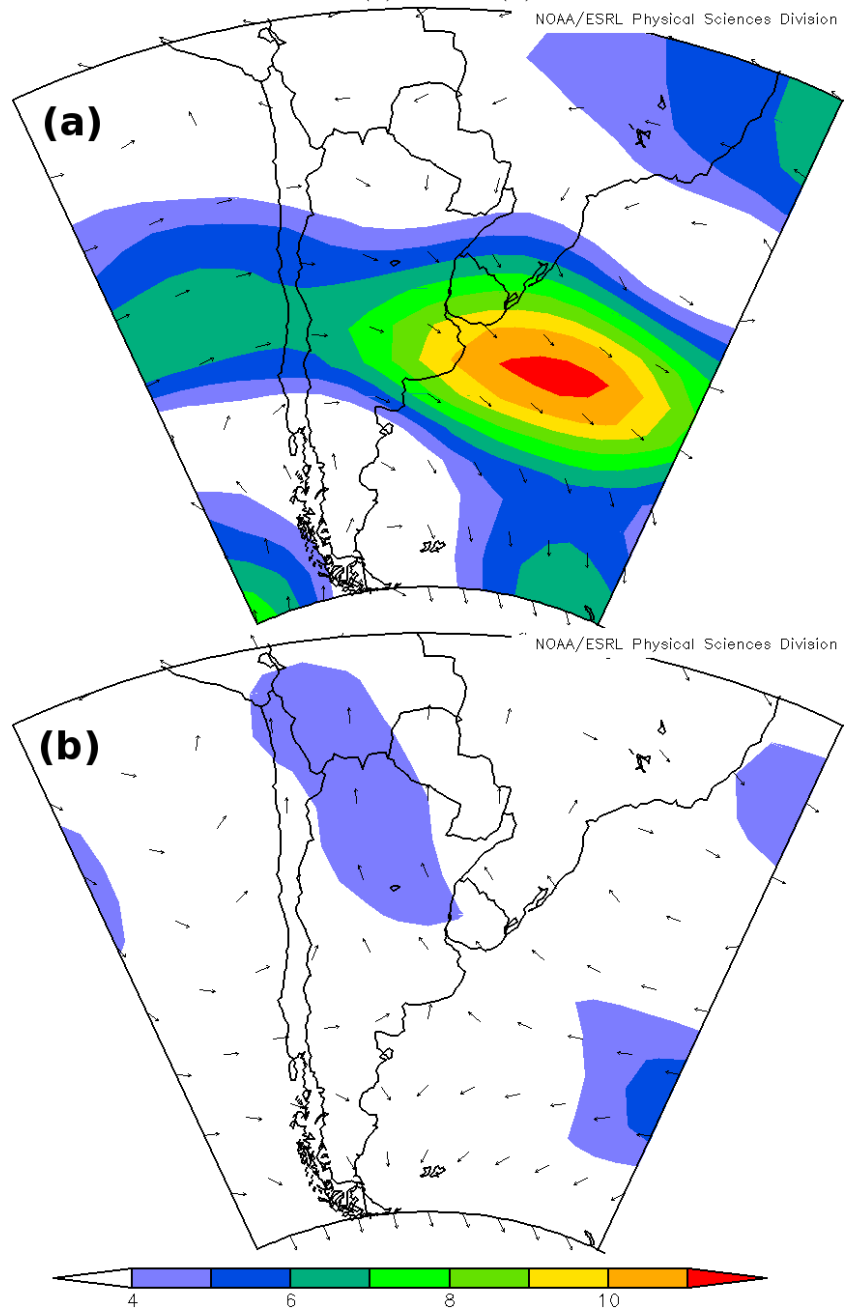 NOAA/ESRL Physical Sciences Division
(a)
NOAA/ESRL Physical Sciences Division
(b)
4 6 8 10